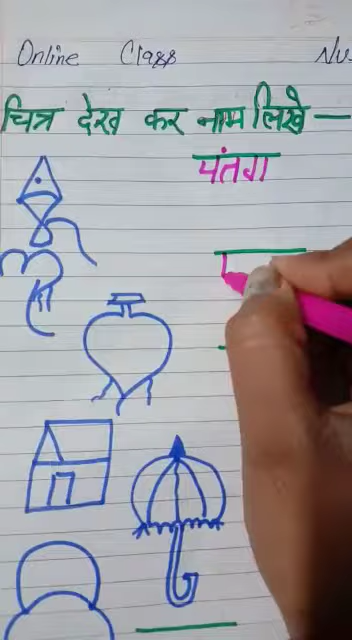 Online Class
चित्र देख कर नाम लिखे —
पंतग